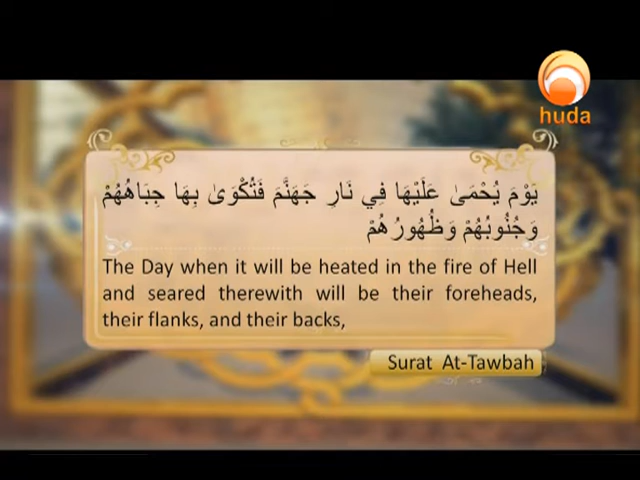 huda
يَوْمَ يُحْمَىٰ عَلَيْهَا فِي نَارِ جَهَنَّمَ فَتُكْوَىٰ بِهَا جِبَاهُهُمْ
وَجُنُوبُهُمْ وَظُهُورُهُمْ
The Day when it will be heated in the fire of Hell
and seared therewith will be their foreheads,
their flanks, and their backs,
Surat At-Tawbah